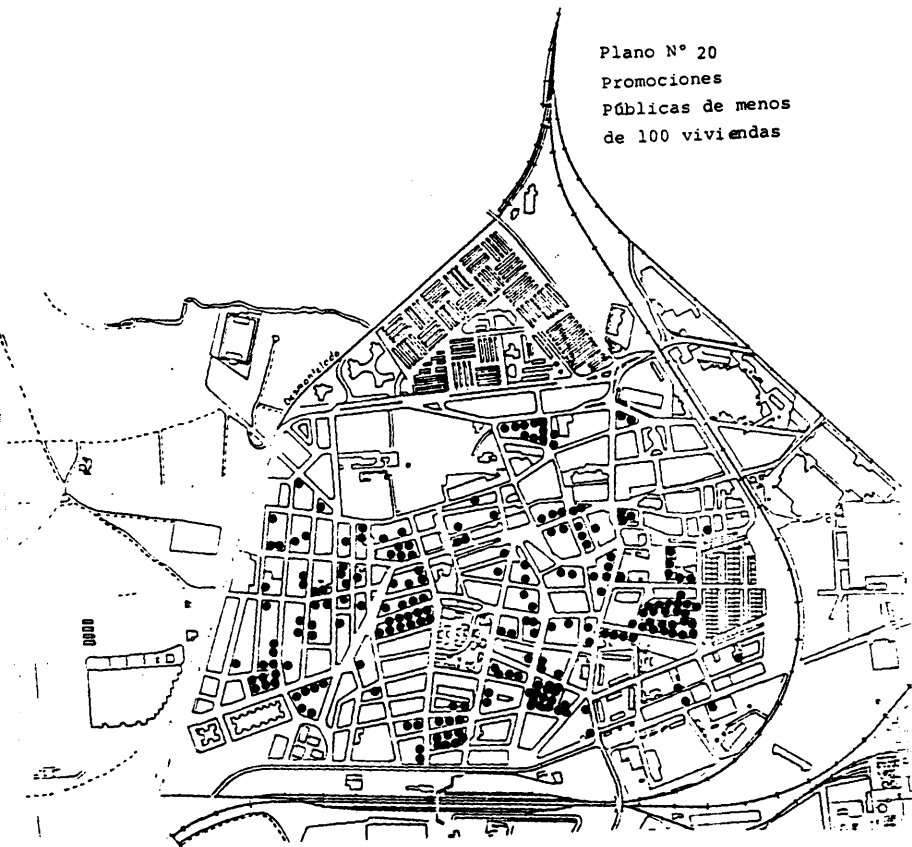 Plano N° 20
Promociones
Públicas de menos
de 100 viviendas